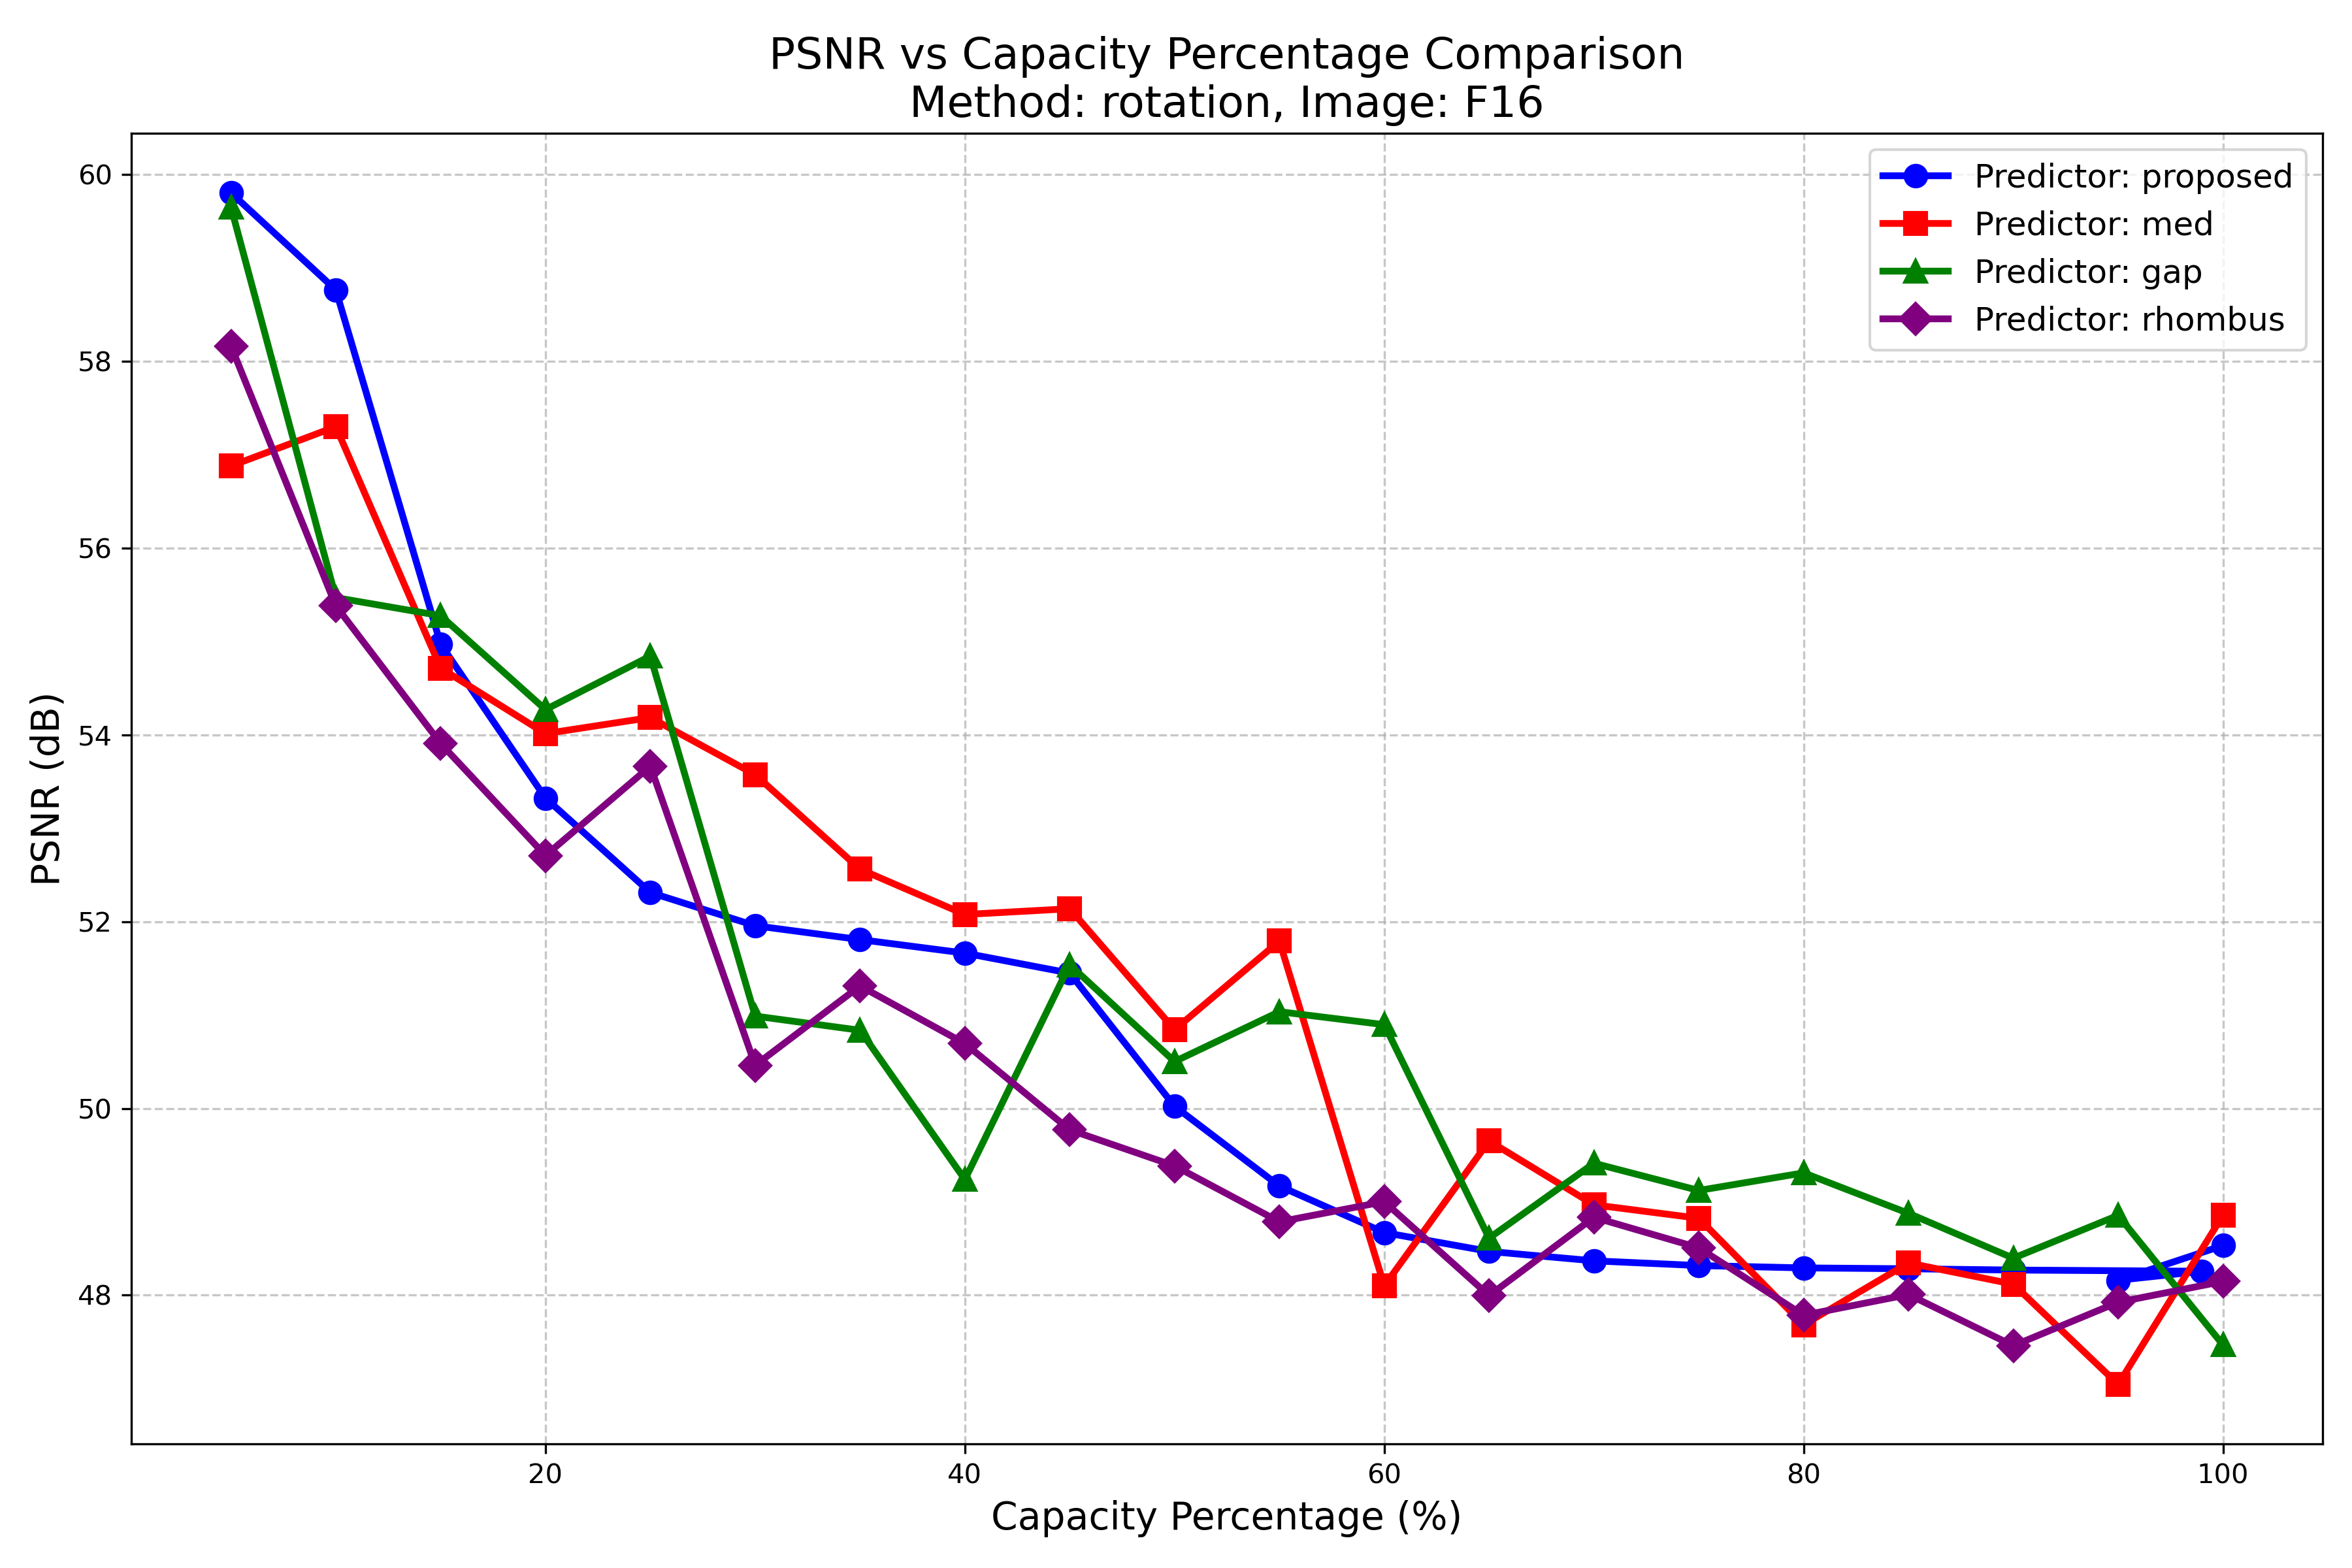 PSNR vs Capacity Percentage Comparison
Method: rotation, Image: F16
Predictor: proposed
Predictor: med
Predictor: gap
Predictor: rhombus
PSNR (dB)
60
58
56
54
52
50
48
20 40 60 80 100
Capacity Percentage (%)